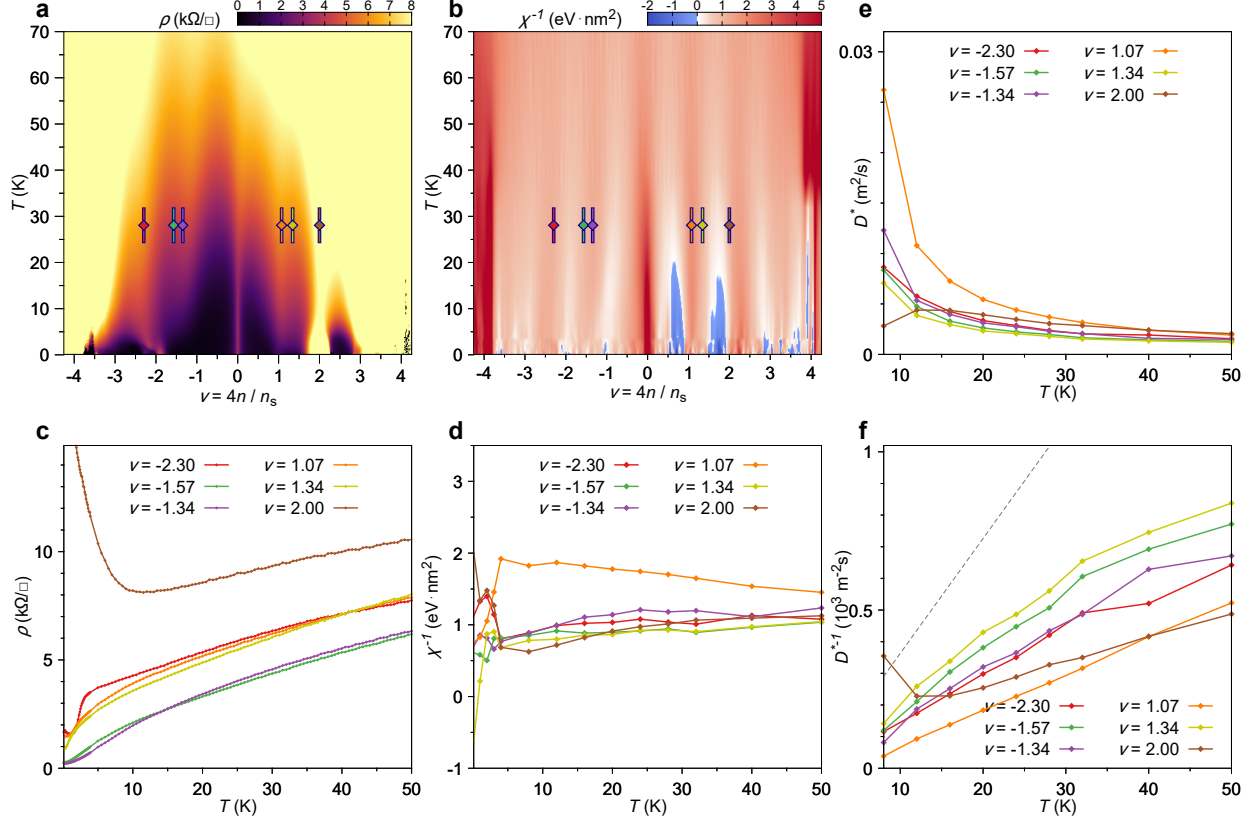 a
ρ (kΩ/□)
0 1 2 3 4 5 6 7 8
T (K)
70
60
50
40
30
20
10
0
-4 -3 -2 -1 0 1 2 3 4
ν = 4n / nₛ
b
χ⁻¹ (eV·nm²)
-2 -1 0 1 2 3 4 5
T (K)
70
60
50
40
30
20
10
0
-4 -3 -2 -1 0 1 2 3 4
ν = 4n / nₛ
e
D* (m²/s)
0.03
0
ν = -2.30
ν = -1.57
ν = -1.34
ν = 1.07
ν = 1.34
ν = 2.00
10 20 30 40 50
T (K)
c
ρ (kΩ/□)
10
5
0
ν = -2.30
ν = -1.57
ν = -1.34
ν = 1.07
ν = 1.34
ν = 2.00
0 10 20 30 40 50
T (K)
d
χ⁻¹ (eV·nm²)
3
2
1
0
-1
ν = -2.30
ν = -1.57
ν = -1.34
ν = 1.07
ν = 1.34
ν = 2.00
10 20 30 40 50
T (K)
f
D*⁻¹ (10³ m⁻²s)
1
0.5
0
ν = -2.30
ν = -1.57
ν = -1.34
ν = 1.07
ν = 1.34
ν = 2.00
10 20 30 40 50
T (K)